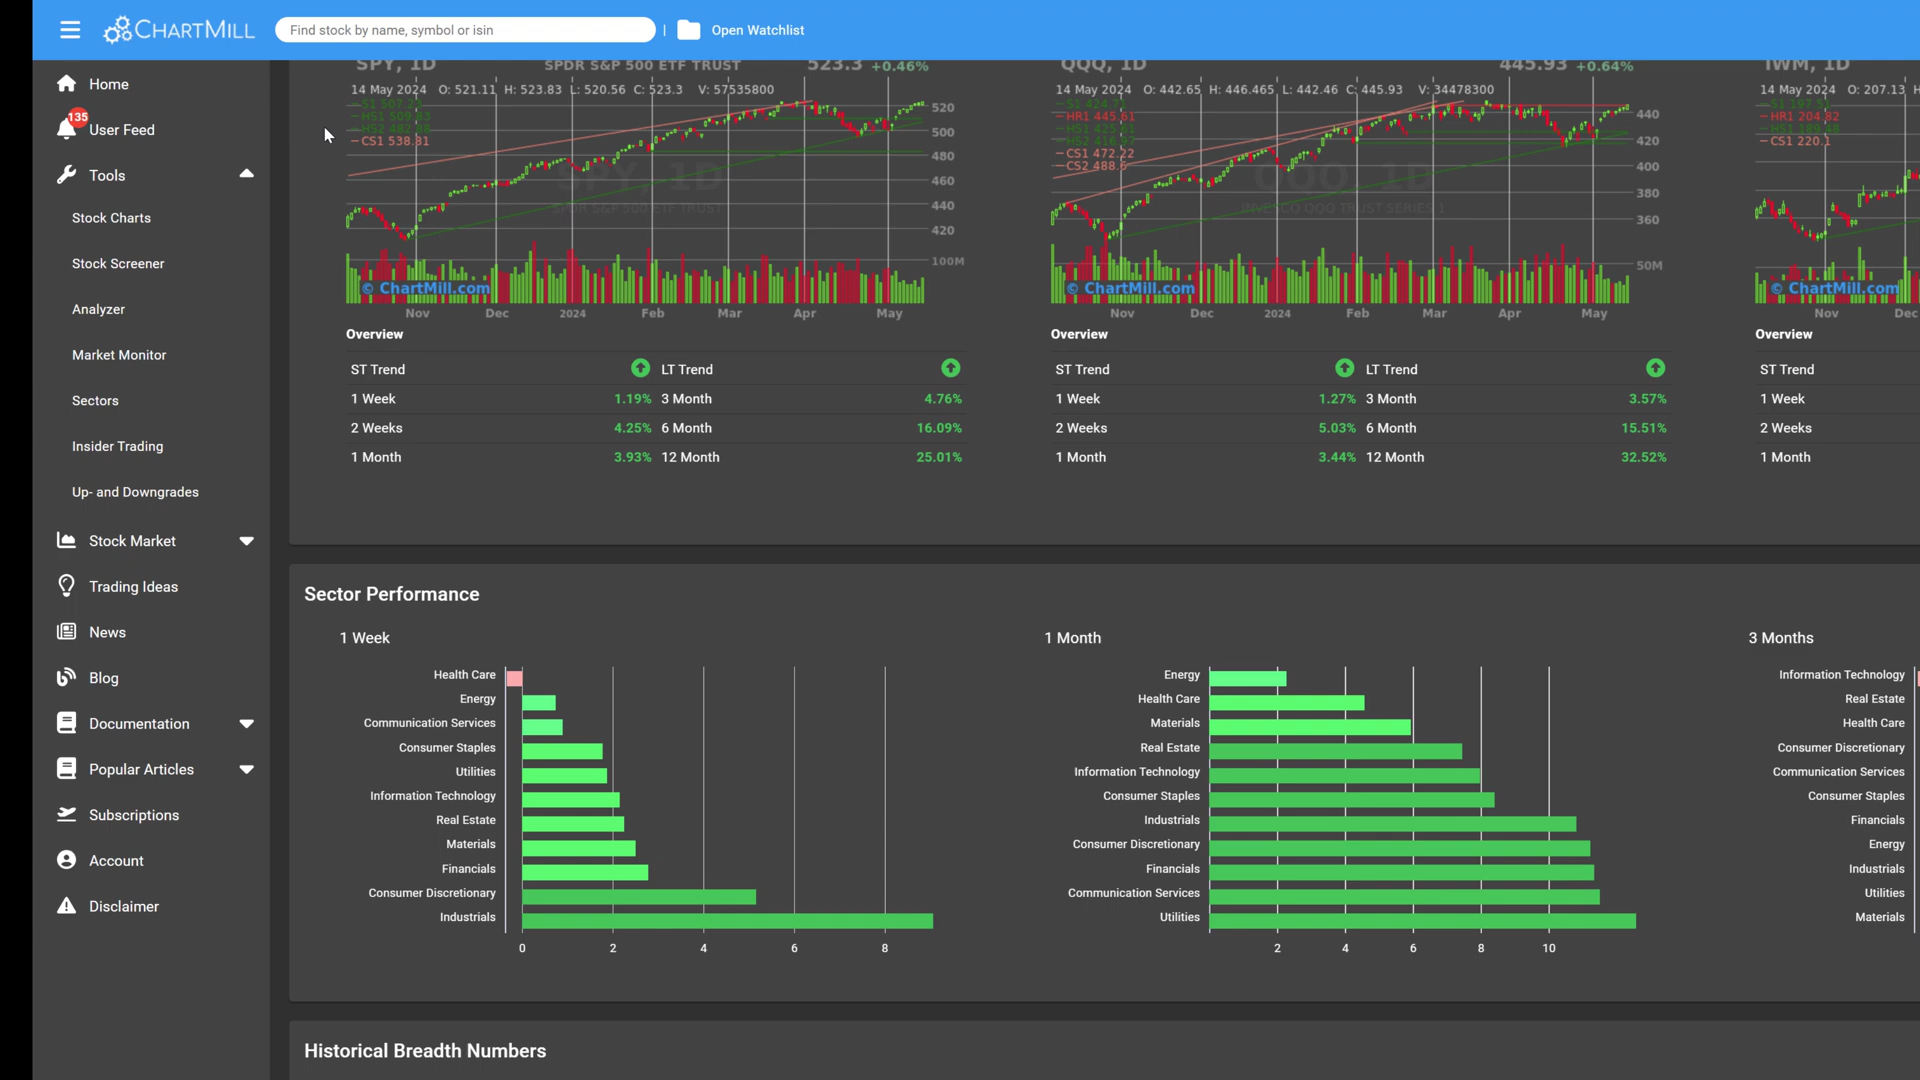 CHARTMILL
Find stock by name, symbol or isin
Open Watchlist
Home
135
User Feed
Tools
Stock Charts
Stock Screener
Analyzer
Market Monitor
Sectors
Insider Trading
Up- and Downgrades
Stock Market
Trading Ideas
News
Blog
Documentation
Popular Articles
Subscriptions
Account
Disclaimer
SPY, 1D SPDR S&P 500 ETF TRUST 523.3 +0.46%
14 May 2024 O: 521.11 H: 523.83 L: 520.56 C: 523.3 V: 57535800
CS1 538.81
520
500
480
460
440
420
100M
SPY, 1D
SPDR S&P 500 ETF TRUST
© ChartMill.com
Nov Dec 2024 Feb Mar Apr May
Overview
ST Trend LT Trend
1 Week 1.19% 3 Month 4.76%
2 Weeks 4.25% 6 Month 16.09%
1 Month 3.93% 12 Month 25.01%
QQQ, 1D 445.93 +0.64%
14 May 2024 O: 442.65 H: 446.465 L: 442.46 C: 445.93 V: 34478300
HR1 445.61
CS1 472.22
CS2 488.6
440
420
400
380
360
50M
QQQ, 1D
INVESCO QQQ TRUST SERIES 1
© ChartMill.com
Nov Dec 2024 Feb Mar Apr May
Overview
ST Trend LT Trend
1 Week 1.27% 3 Month 3.57%
2 Weeks 5.03% 6 Month 15.51%
1 Month 3.44% 12 Month 32.52%
IWM, 1D
14 May 2024 O: 207.13 H
HR1 204.82
CS1 220.1
© ChartMill.com
Nov Dec
Overview
ST Trend
1 Week
2 Weeks
1 Month
Sector Performance
1 Week
Health Care
Energy
Communication Services
Consumer Staples
Utilities
Information Technology
Real Estate
Materials
Financials
Consumer Discretionary
Industrials
0 2 4 6 8
1 Month
Energy
Health Care
Materials
Real Estate
Information Technology
Consumer Staples
Industrials
Consumer Discretionary
Financials
Communication Services
Utilities
2 4 6 8 10
3 Months
Information Technology
Real Estate
Health Care
Consumer Discretionary
Communication Services
Consumer Staples
Financials
Energy
Industrials
Utilities
Materials
Historical Breadth Numbers